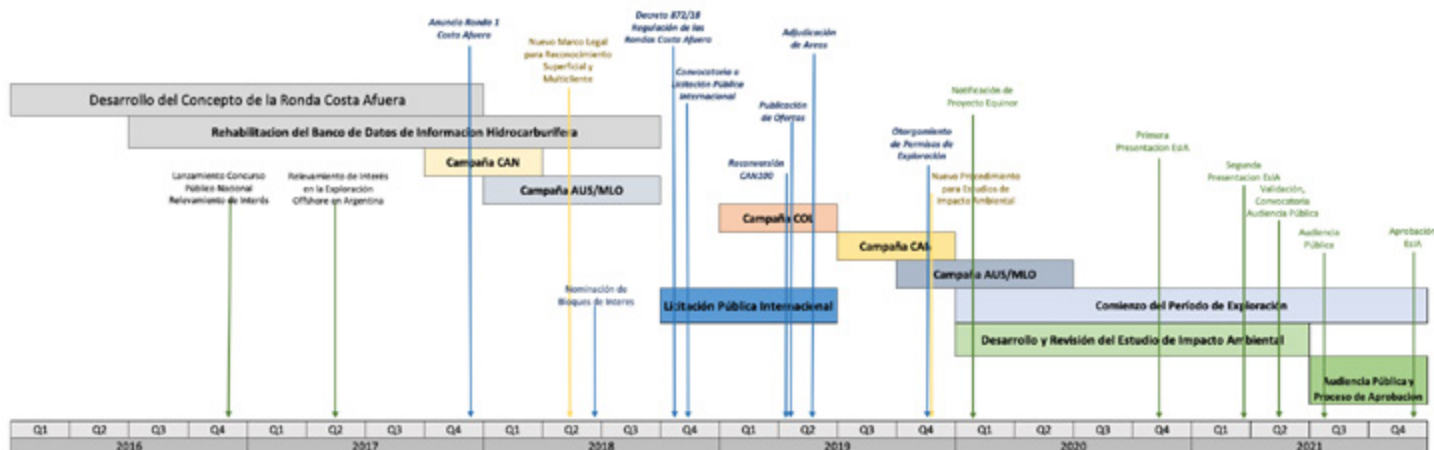 Anuncio Ronda 1
Costa Afuera
Nuevo Marco Legal
para Reconocimiento
Superficial y
Multicliente
Decreto 872/18
Regulación de las
Rondas Costa Afuera
Convocatoria a
Licitación Pública
Internacional
Adjudicación
de Areas
Publicación
de Ofertas
Reconversión
CAN100
Otorgamiento
de Permisos de
Exploración
Nuevo Procedimiento
para Estudios de
Impacto Ambiental
Notificación de
Proyecto Equinor
Primera
Presentacion EsIA
Segunda
Presentacion EsIA
Validación,
Convocatoria
Audiencia Pública
Audiencia
Pública
Aprobación
EsIA
Desarrollo del Concepto de la Ronda Costa Afuera
Rehabilitacion del Banco de Datos de Informacion Hidrocarburífera
Campaña CAN
Campaña AUS/MLO
Lanzamiento Concurso
Público Nacional
Relevamiento de Interés
Relevamiento de Interés
en la Exploración
Offshore en Argentina
Campaña COL
Campaña CAN
Campaña AUS/MLO
Nominación de
Bloques de Interes
Licitación Pública Internacional
Comienzo del Período de Exploración
Desarrollo y Revisión del Estudio de Impacto Ambiental
Audiencia Pública y
Proceso de Aprobacion
Q1 Q2 Q3 Q4 Q1 Q2 Q3 Q4 Q1 Q2 Q3 Q4 Q1 Q2 Q3 Q4 Q1 Q2 Q3 Q4 Q1 Q2 Q3 Q4
2016 2017 2018 2019 2020 2021